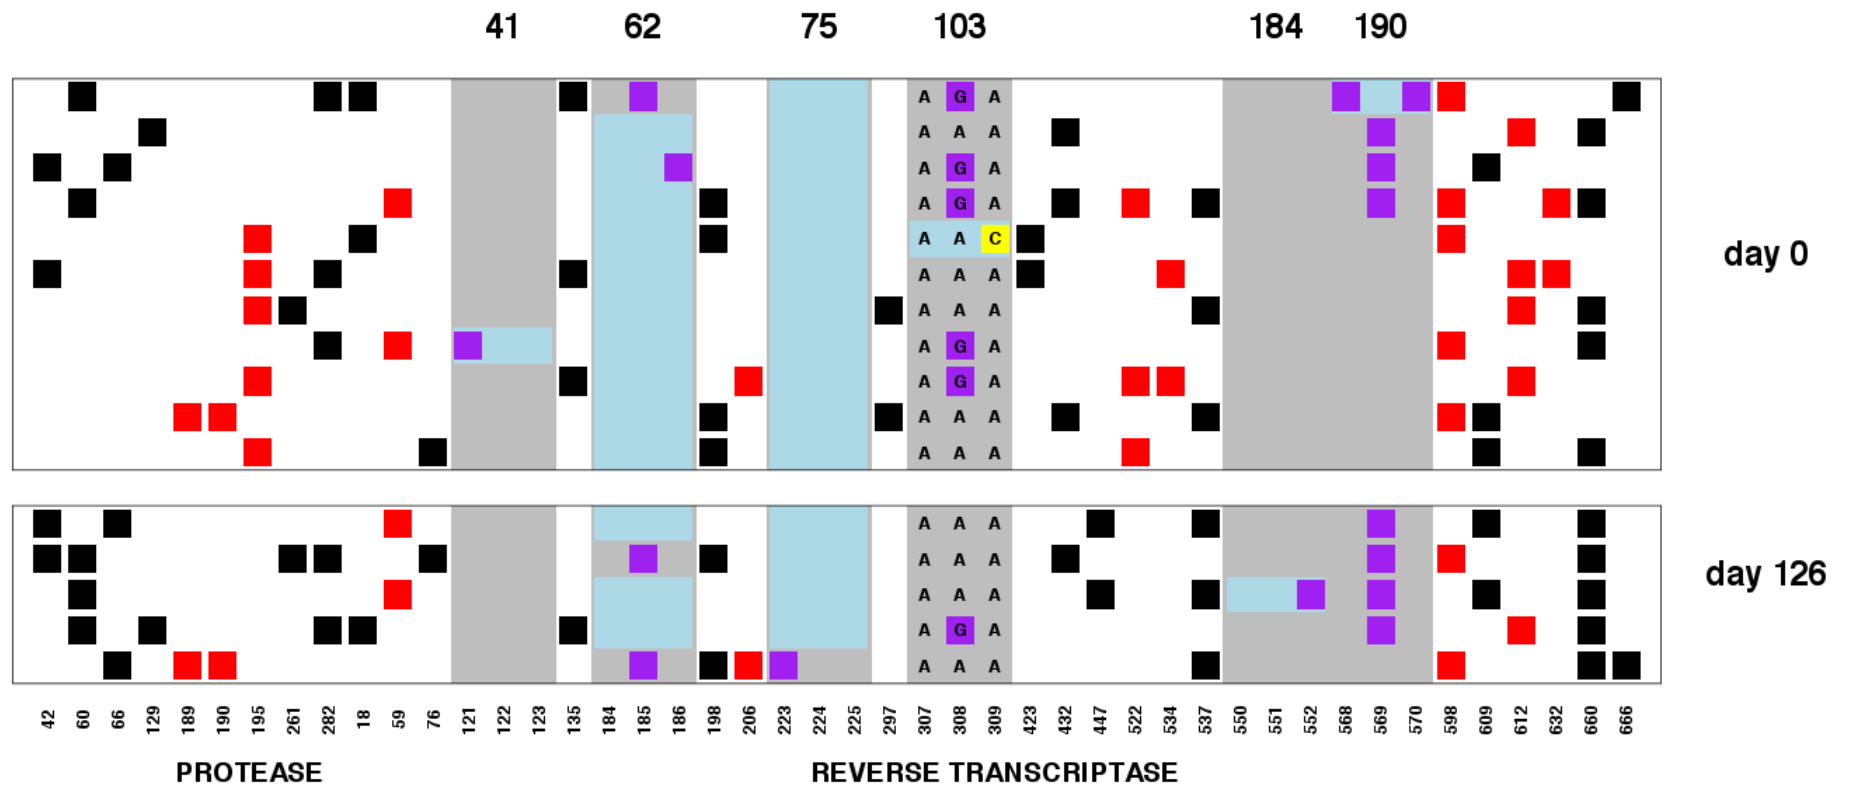 41 62 75 103 184 190
A G A
A A A
A G A
A G A
A A C
day 0
A A A
A A A
A G A
A G A
A A A
A A A
A A A
A A A
day 126
A A A
A G A
A A A
42 60 66 129 189 190 195 261 282 18 59 76 121 122 123 135 184 185 186 198 206 223 224 225 297 307 308 309 423 432 447 522 534 537 550 551 552 568 569 570 598 609 612 632 660 666
PROTEASE REVERSE TRANSCRIPTASE